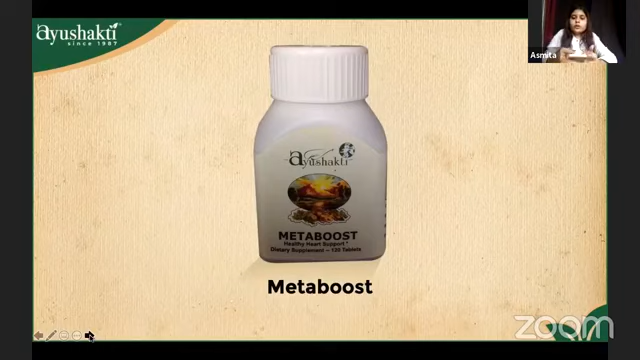 ayushakti
since 1987
Asmita
ayushakti
METABOOST
Healthy Heart Support*
Dietary Supplement ~ 120 Tablets
Metaboost
zoom